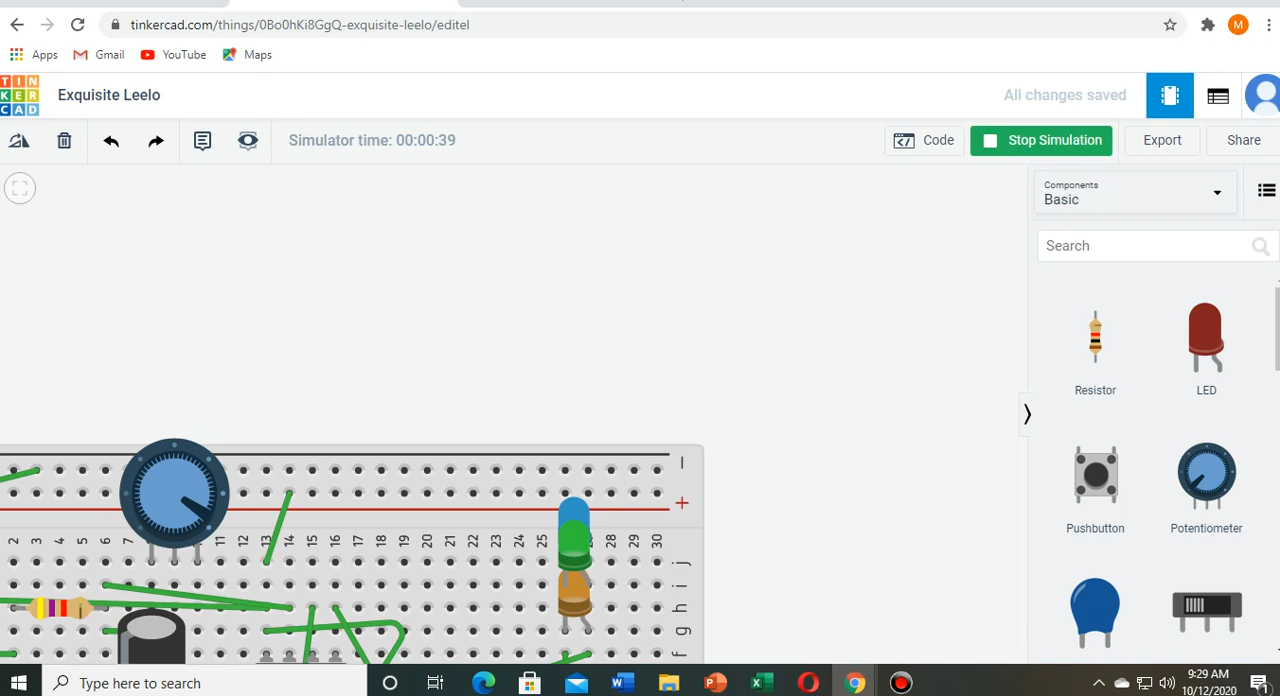 tinkercad.com/things/0Bo0hKi8GgQ-exquisite-leelo/editel
M
Apps Gmail YouTube Maps
TIN
KER
CAD
Exquisite Leelo
All changes saved
Simulator time: 00:00:39
Code
Stop Simulation
Export
Share
Components
Basic
Search
Resistor
LED
Pushbutton
Potentiometer
2 3 4 5 6 7 11 12 13 14 15 16 17 18 19 20 21 22 23 24 25 28 29 30
j
i
h
g
f
Type here to search
9:29 AM
10/12/2020